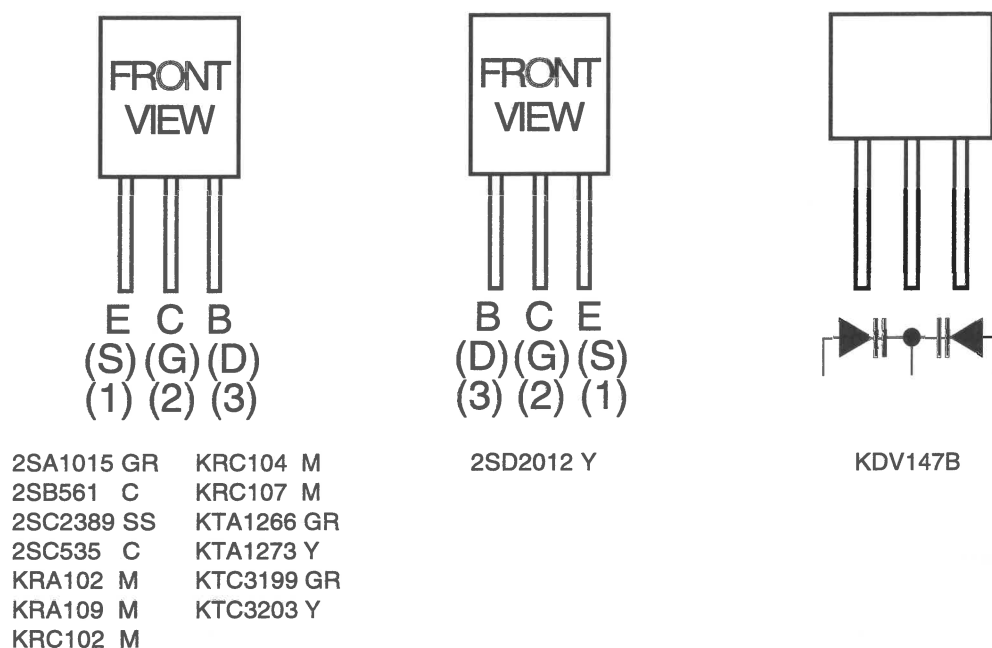 FRONT
VIEW
E C B
(S) (G) (D)
(1) (2) (3)
2SA1015 GR
2SB561 C
2SC2389 SS
2SC535 C
KRA102 M
KRA109 M
KRC102 M
KRC104 M
KRC107 M
KTA1266 GR
KTA1273 Y
KTC3199 GR
KTC3203 Y
FRONT
VIEW
B C E
(D) (G) (S)
(3) (2) (1)
2SD2012 Y
KDV147B